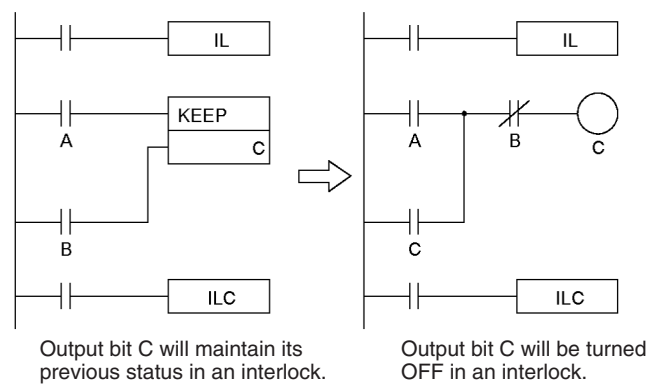 IL
KEEP
A
C
B
ILC
Output bit C will maintain its
previous status in an interlock.
IL
A
B
C
C
ILC
Output bit C will be turned
OFF in an interlock.